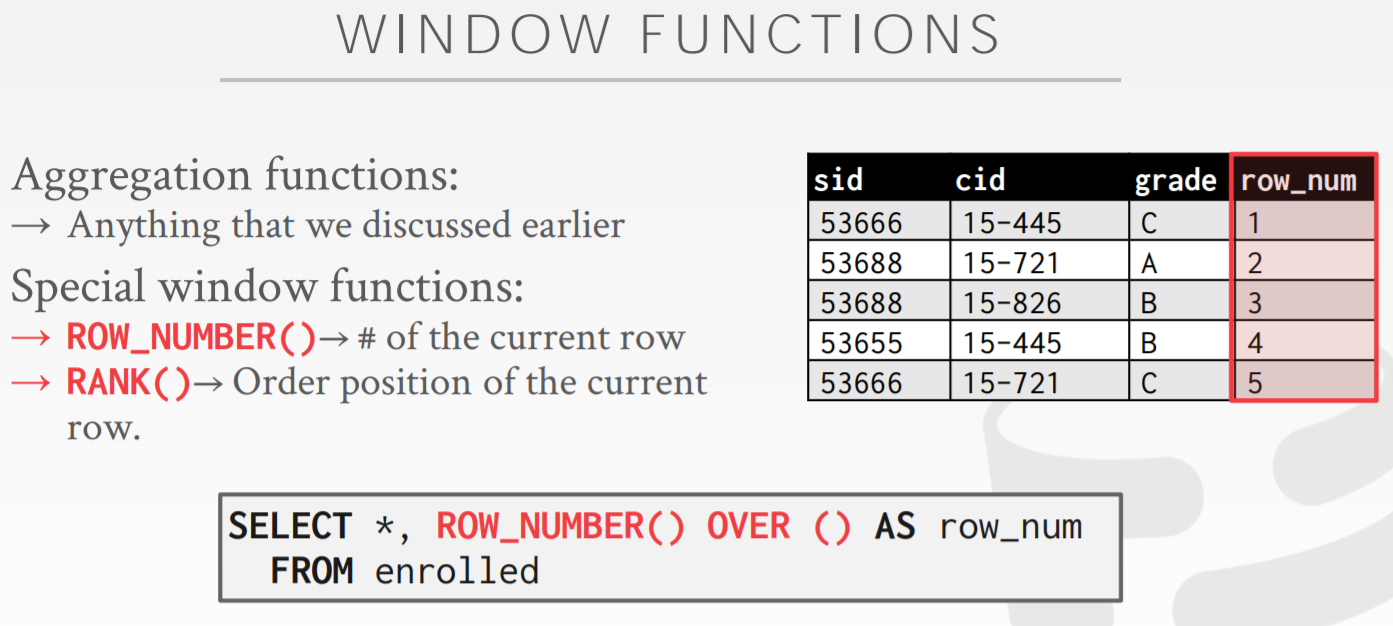 WINDOW FUNCTIONS
Aggregation functions:
→ Anything that we discussed earlier
Special window functions:
→ ROW_NUMBER()→ # of the current row
→ RANK()→ Order position of the current
row.
sid cid grade row_num
53666 15-445 C 1
53688 15-721 A 2
53688 15-826 B 3
53655 15-445 B 4
53666 15-721 C 5
SELECT *, ROW_NUMBER() OVER () AS row_num
FROM enrolled